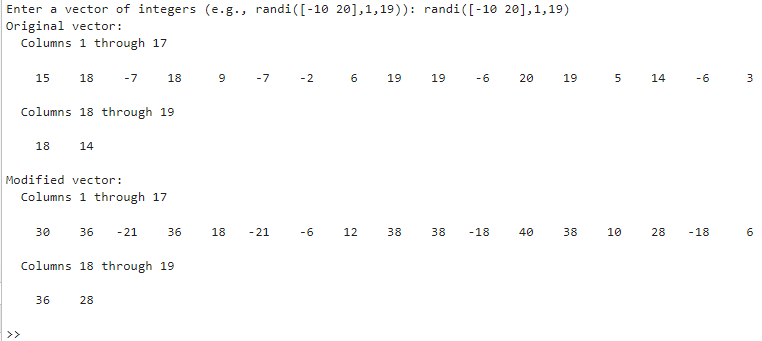 Enter a vector of integers (e.g., randi([-10 20],1,19)): randi([-10 20],1,19)
Original vector:
Columns 1 through 17
15 18 -7 18 9 -7 -2 6 19 19 -6 20 19 5 14 -6 3
Columns 18 through 19
18 14
Modified vector:
Columns 1 through 17
30 36 -21 36 18 -21 -6 12 38 38 -18 40 38 10 28 -18 6
Columns 18 through 19
36 28
>>